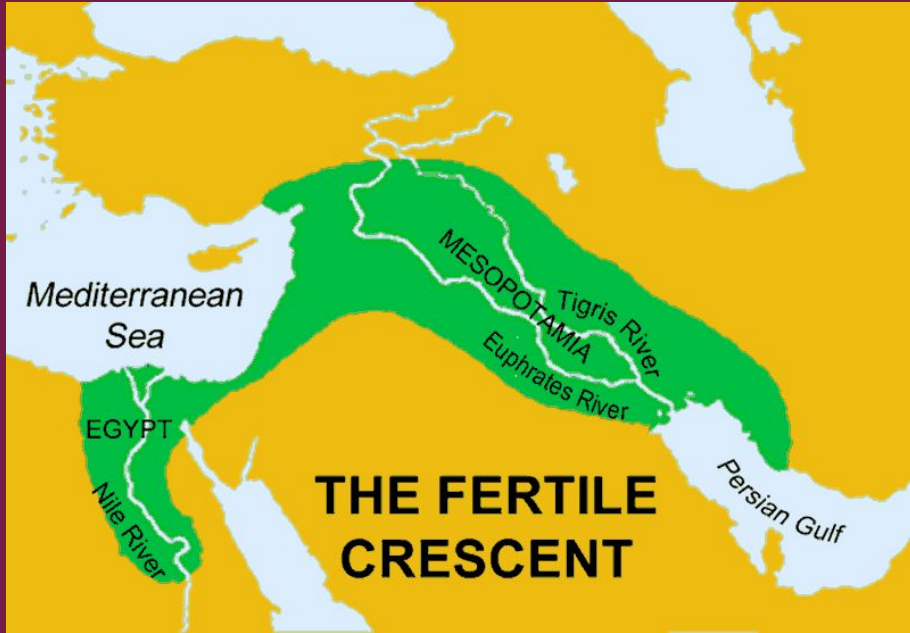 Mediterranean
Sea
MESOPOTAMIA
Tigris River
Euphrates River
EGYPT
Nile River
Persian Gulf
THE FERTILE
CRESCENT